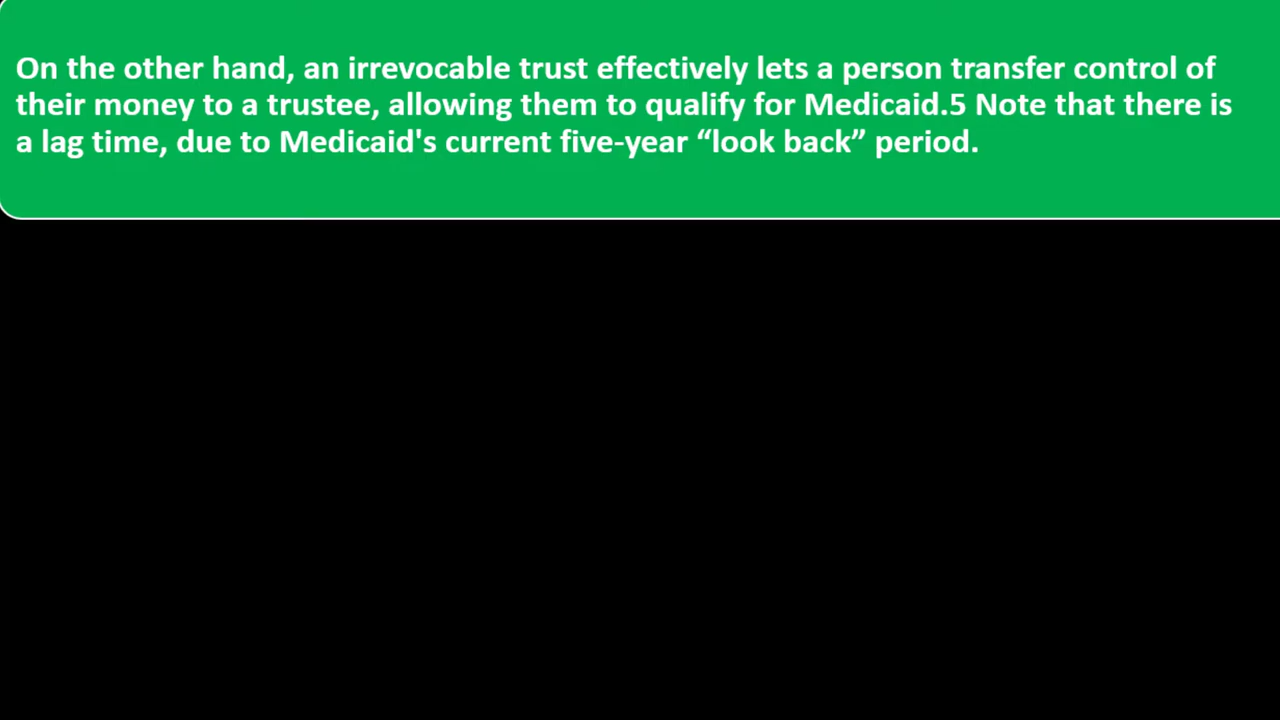 On the other hand, an irrevocable trust effectively lets a person transfer control of
their money to a trustee, allowing them to qualify for Medicaid.5 Note that there is
a lag time, due to Medicaid's current five-year “look back” period.